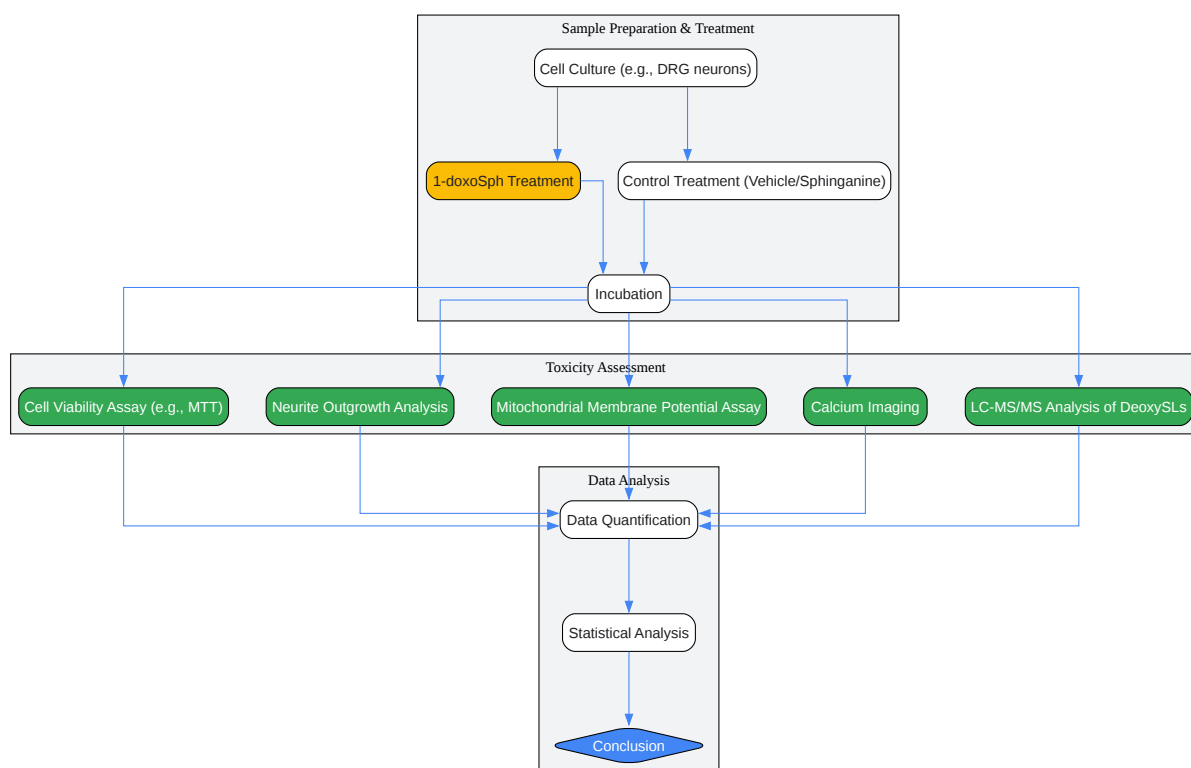 Sample Preparation & Treatment
Cell Culture (e.g., DRG neurons)
1-doxoSph Treatment
Control Treatment (Vehicle/Sphinganine)
Incubation
Toxicity Assessment
Cell Viability Assay (e.g., MTT)
Neurite Outgrowth Analysis
Mitochondrial Membrane Potential Assay
Calcium Imaging
LC-MS/MS Analysis of DeoxySLs
Data Analysis
Data Quantification
Statistical Analysis
Conclusion